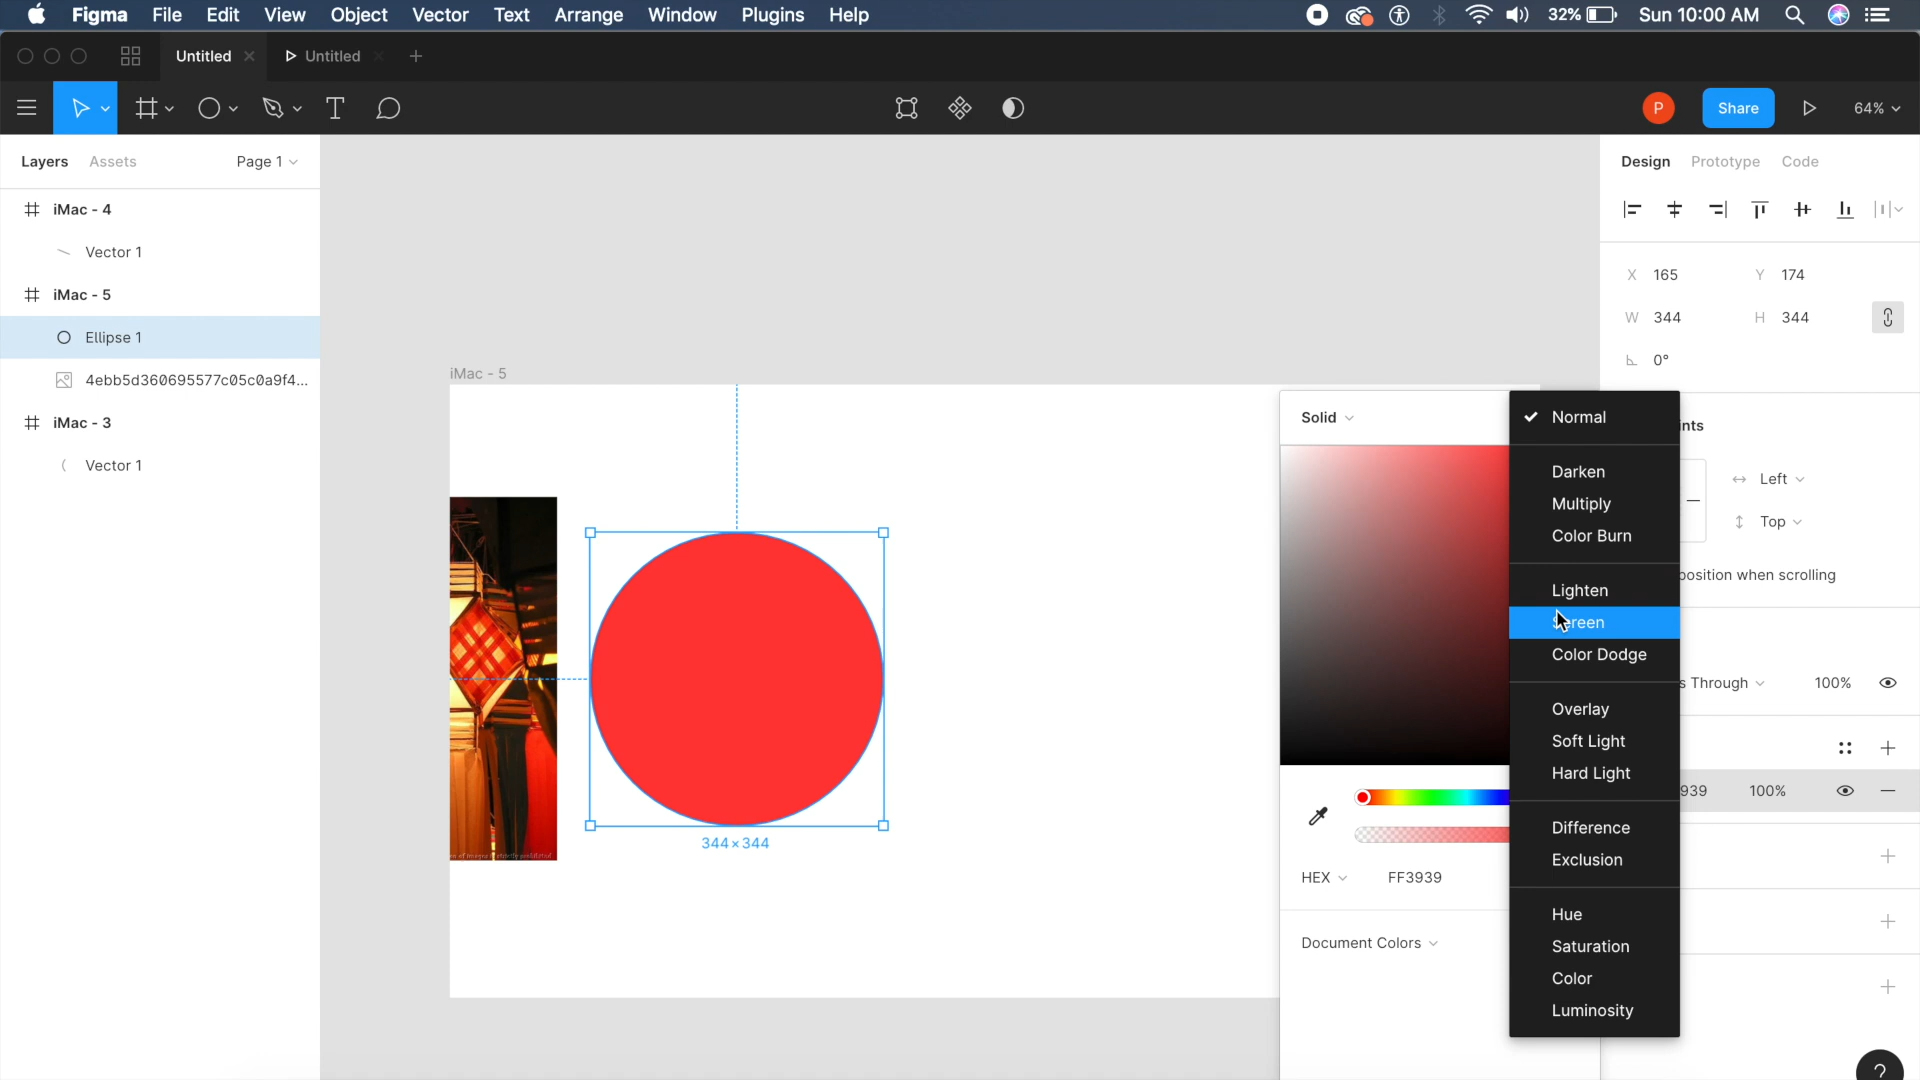 Figma File Edit View Object Vector Text Arrange Window Plugins Help 32% Sun 10:00 AM
Untitled Untitled
P Share 64%
Layers Assets Page 1
Design Prototype Code
iMac - 4
Vector 1
iMac - 5
Ellipse 1
4ebb5d360695577c05c0a9f4...
iMac - 3
Vector 1
iMac - 5
344 × 344
X 165 Y 174
W 344 H 344
0°
nts
Left
Top
position when scrolling
s Through 100%
939 100%
Solid
HEX FF3939
Document Colors
Normal
Darken
Multiply
Color Burn
Lighten
Screen
Color Dodge
Overlay
Soft Light
Hard Light
Difference
Exclusion
Hue
Saturation
Color
Luminosity
?